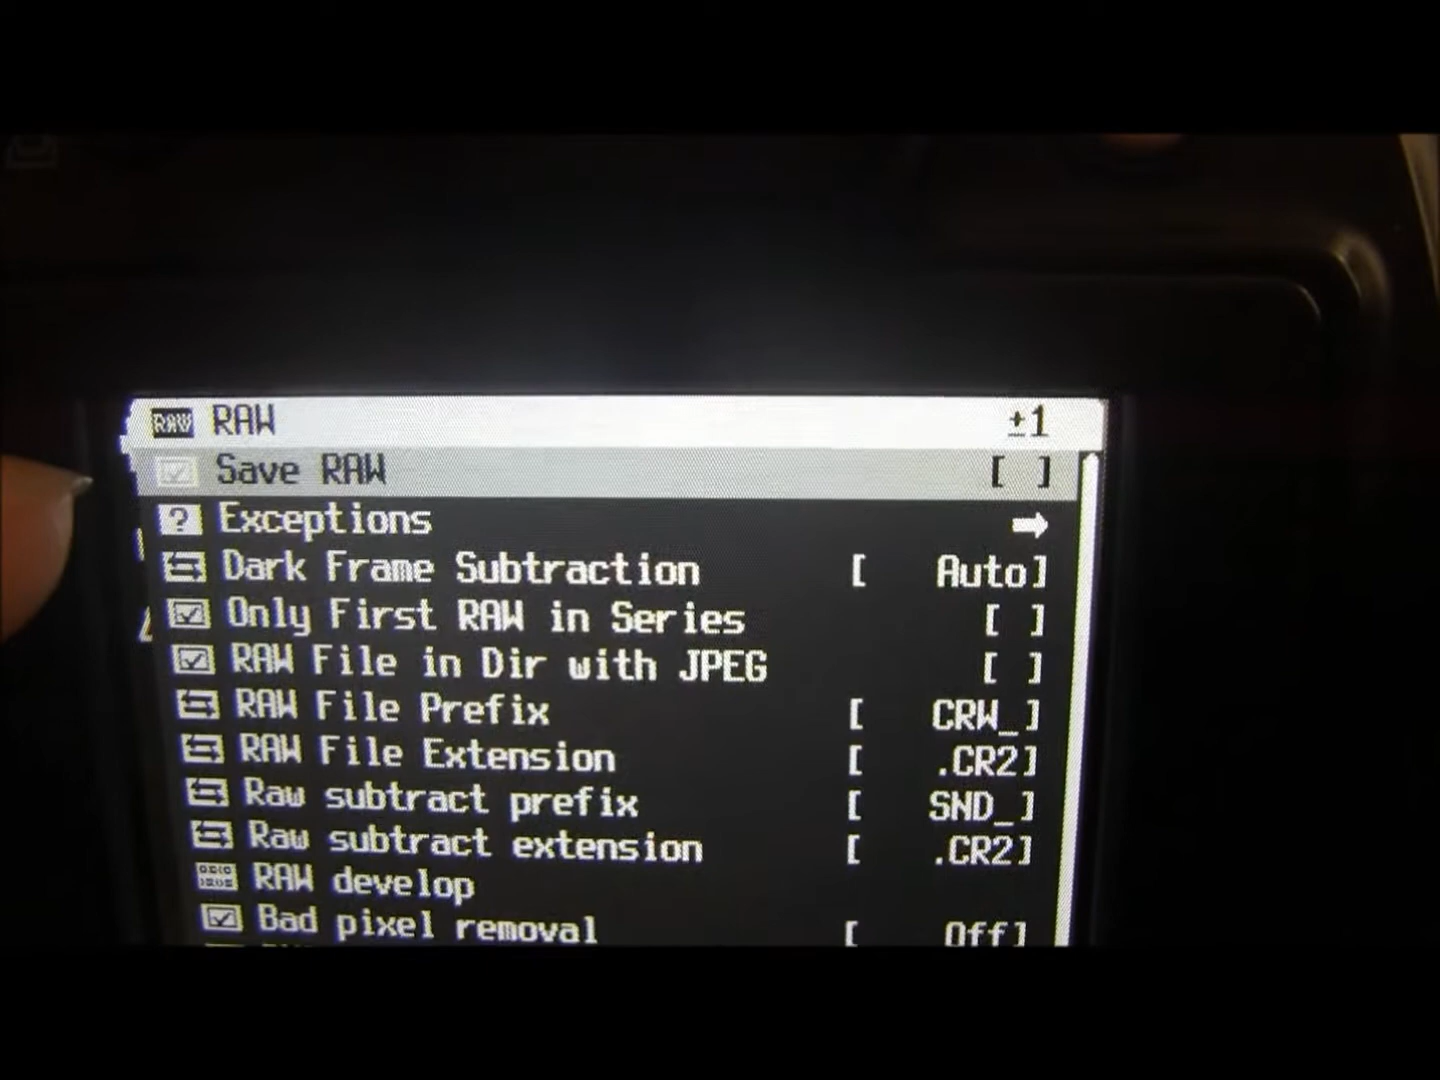 RAW RAW ±1
Save RAW [ ]
? Exceptions
Dark Frame Subtraction [ Auto]
Only First RAW in Series [ ]
RAW File in Dir with JPEG [ ]
RAW File Prefix [ CRW_]
RAW File Extension [ .CR2]
Raw subtract prefix [ SND_]
Raw subtract extension [ .CR2]
RAW develop
Bad pixel removal [ Off]